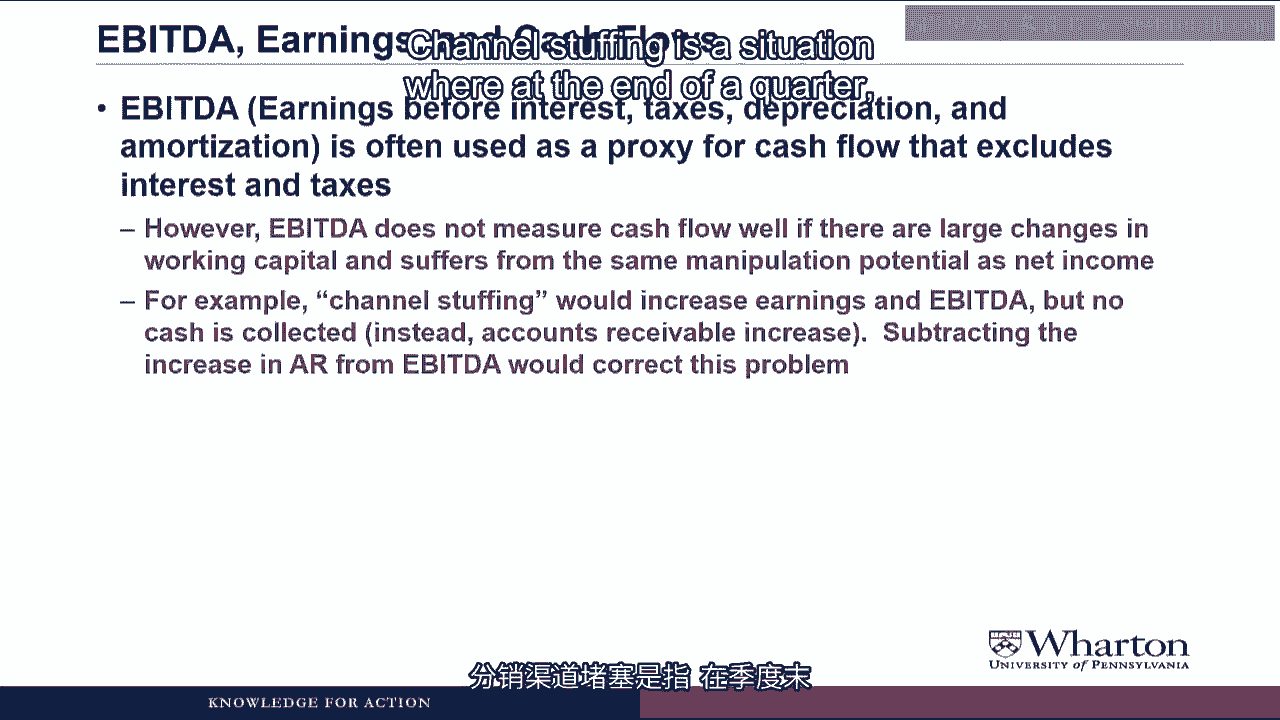 EBITDA, Earnings and Cash Flows
Channel stuffing is a situation
where at the end of a quarter,
• EBITDA (Earnings before interest, taxes, depreciation, and
amortization) is often used as a proxy for cash flow that excludes
interest and taxes
– However, EBITDA does not measure cash flow well if there are large changes in
working capital and suffers from the same manipulation potential as net income
– For example, “channel stuffing” would increase earnings and EBITDA, but no
cash is collected (instead, accounts receivable increase). Subtracting the
increase in AR from EBITDA would correct this problem
Wharton
UNIVERSITY of PENNSYLVANIA
分销渠道堵塞是指 在季度末
KNOWLEDGE FOR ACTION